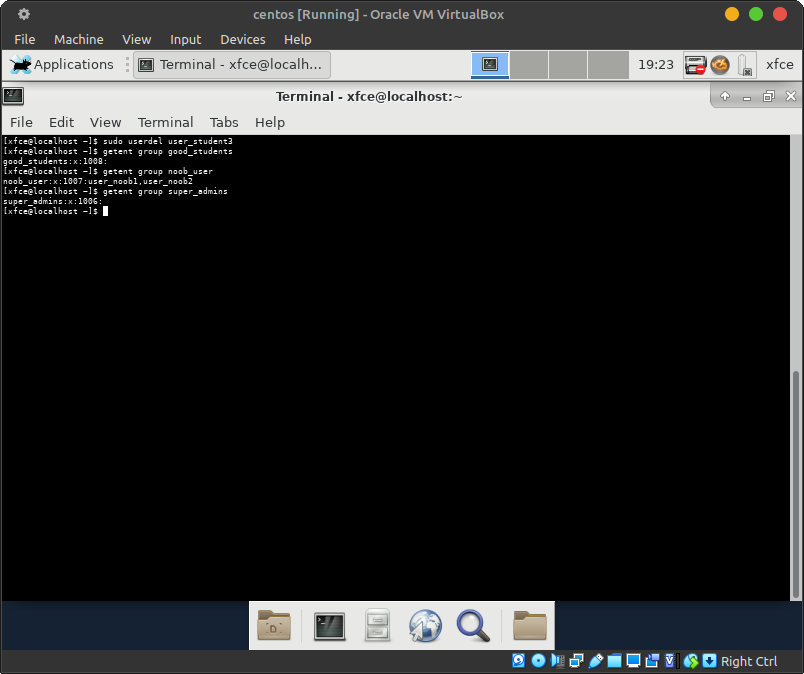 centos [Running] - Oracle VM VirtualBox
File Machine View Input Devices Help
Applications Terminal - xfce@localh... 19:23 xfce
Terminal - xfce@localhost:~
File Edit View Terminal Tabs Help
[xfce@localhost ~]$ sudo userdel user_student3
[xfce@localhost ~]$ getent group good_students
good_students:x:1008:
[xfce@localhost ~]$ getent group noob_user
noob_user:x:1007:user_noob1,user_noob2
[xfce@localhost ~]$ getent group super_admins
super_admins:x:1006:
[xfce@localhost ~]$
Right Ctrl